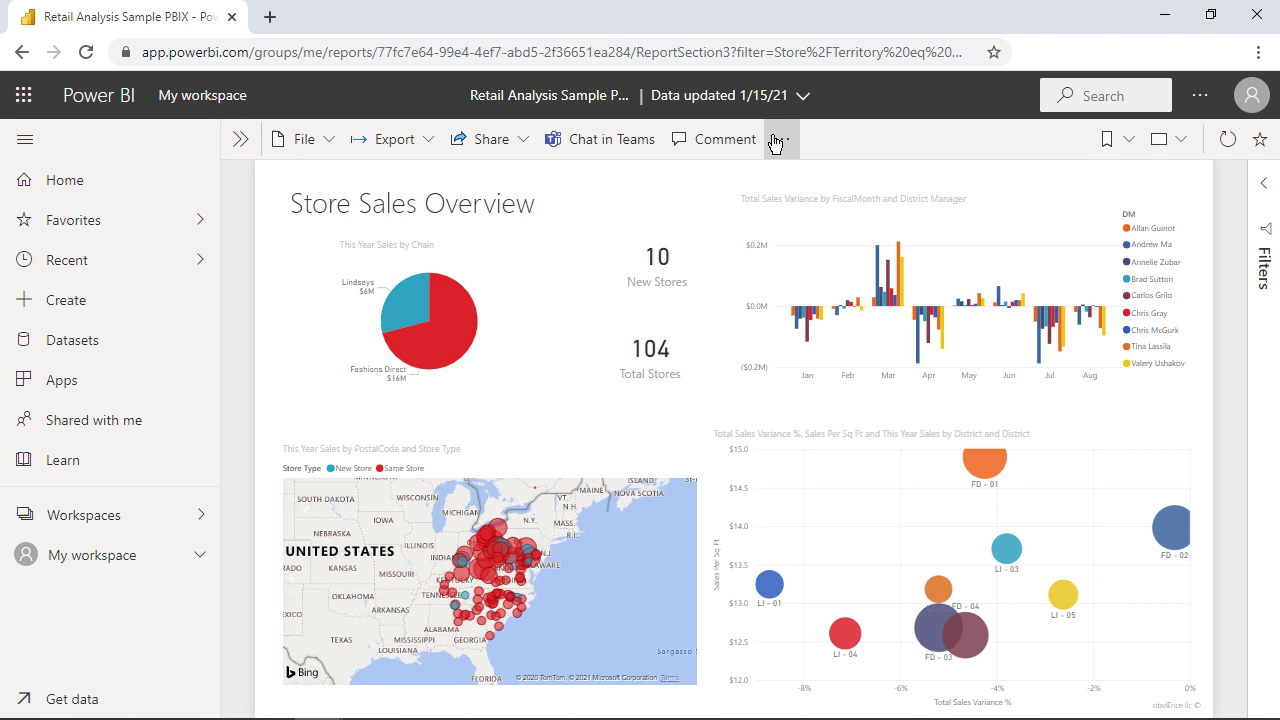 Retail Analysis Sample PBIX - Po
app.powerbi.com/groups/me/reports/77fc7e64-99e4-4ef7-abd5-2f36651ea284/ReportSection3?filter=Store%2FTerritory%20eq%20...
Power BI My workspace Retail Analysis Sample P... | Data updated 1/15/21 Search
File Export Share Chat in Teams Comment
Home
Favorites
Recent
Create
Datasets
Apps
Shared with me
Learn
Workspaces
My workspace
Get data
Filters
Store Sales Overview
This Year Sales by Chain
Lindseys
$6M
Fashions Direct
$16M
10
New Stores
104
Total Stores
Total Sales Variance by FiscalMonth and District Manager
$0.2M
$0.0M
($0.2M)
Jan Feb Mar Apr May Jun Jul Aug
DM
Allan Guinot
Andrew Ma
Annelie Zubar
Brad Sutton
Carlos Grilo
Chris Gray
Chris McGurk
Tina Lassila
Valery Ushakov
This Year Sales by PostalCode and Store Type
Store Type New Store Same Store
ISLAND
MAINE NOVA SCOTIA
SOUTH DAKOTA WISCONSIN VT.
MICHIGAN N.H.
IOWA N.Y. MASS.
NEBRASKA R.I.
UNITED STATES ILLINOIS
KANSAS
MISSOURI
OKLAHOMA
ARKANSAS
ALABAMA
TEXAS MISSISSIPPI GEORGIA
LOUISIANA
Sargasso
FLORIDA
Bing © 2020 TomTom, © 2021 Microsoft Corporation Terms
Total Sales Variance %, Sales Per Sq Ft and This Year Sales by District and District
Sales Per Sq Ft
$15.0
$14.5
$14.0
$13.5
$13.0
$12.5
$12.0
FD - 01
FD - 02
LI - 03
LI - 01
FD - 04
LI - 05
LI - 04
FD - 03
-8% -6% -4% -2% 0%
Total Sales Variance %
obviEnce llc ©